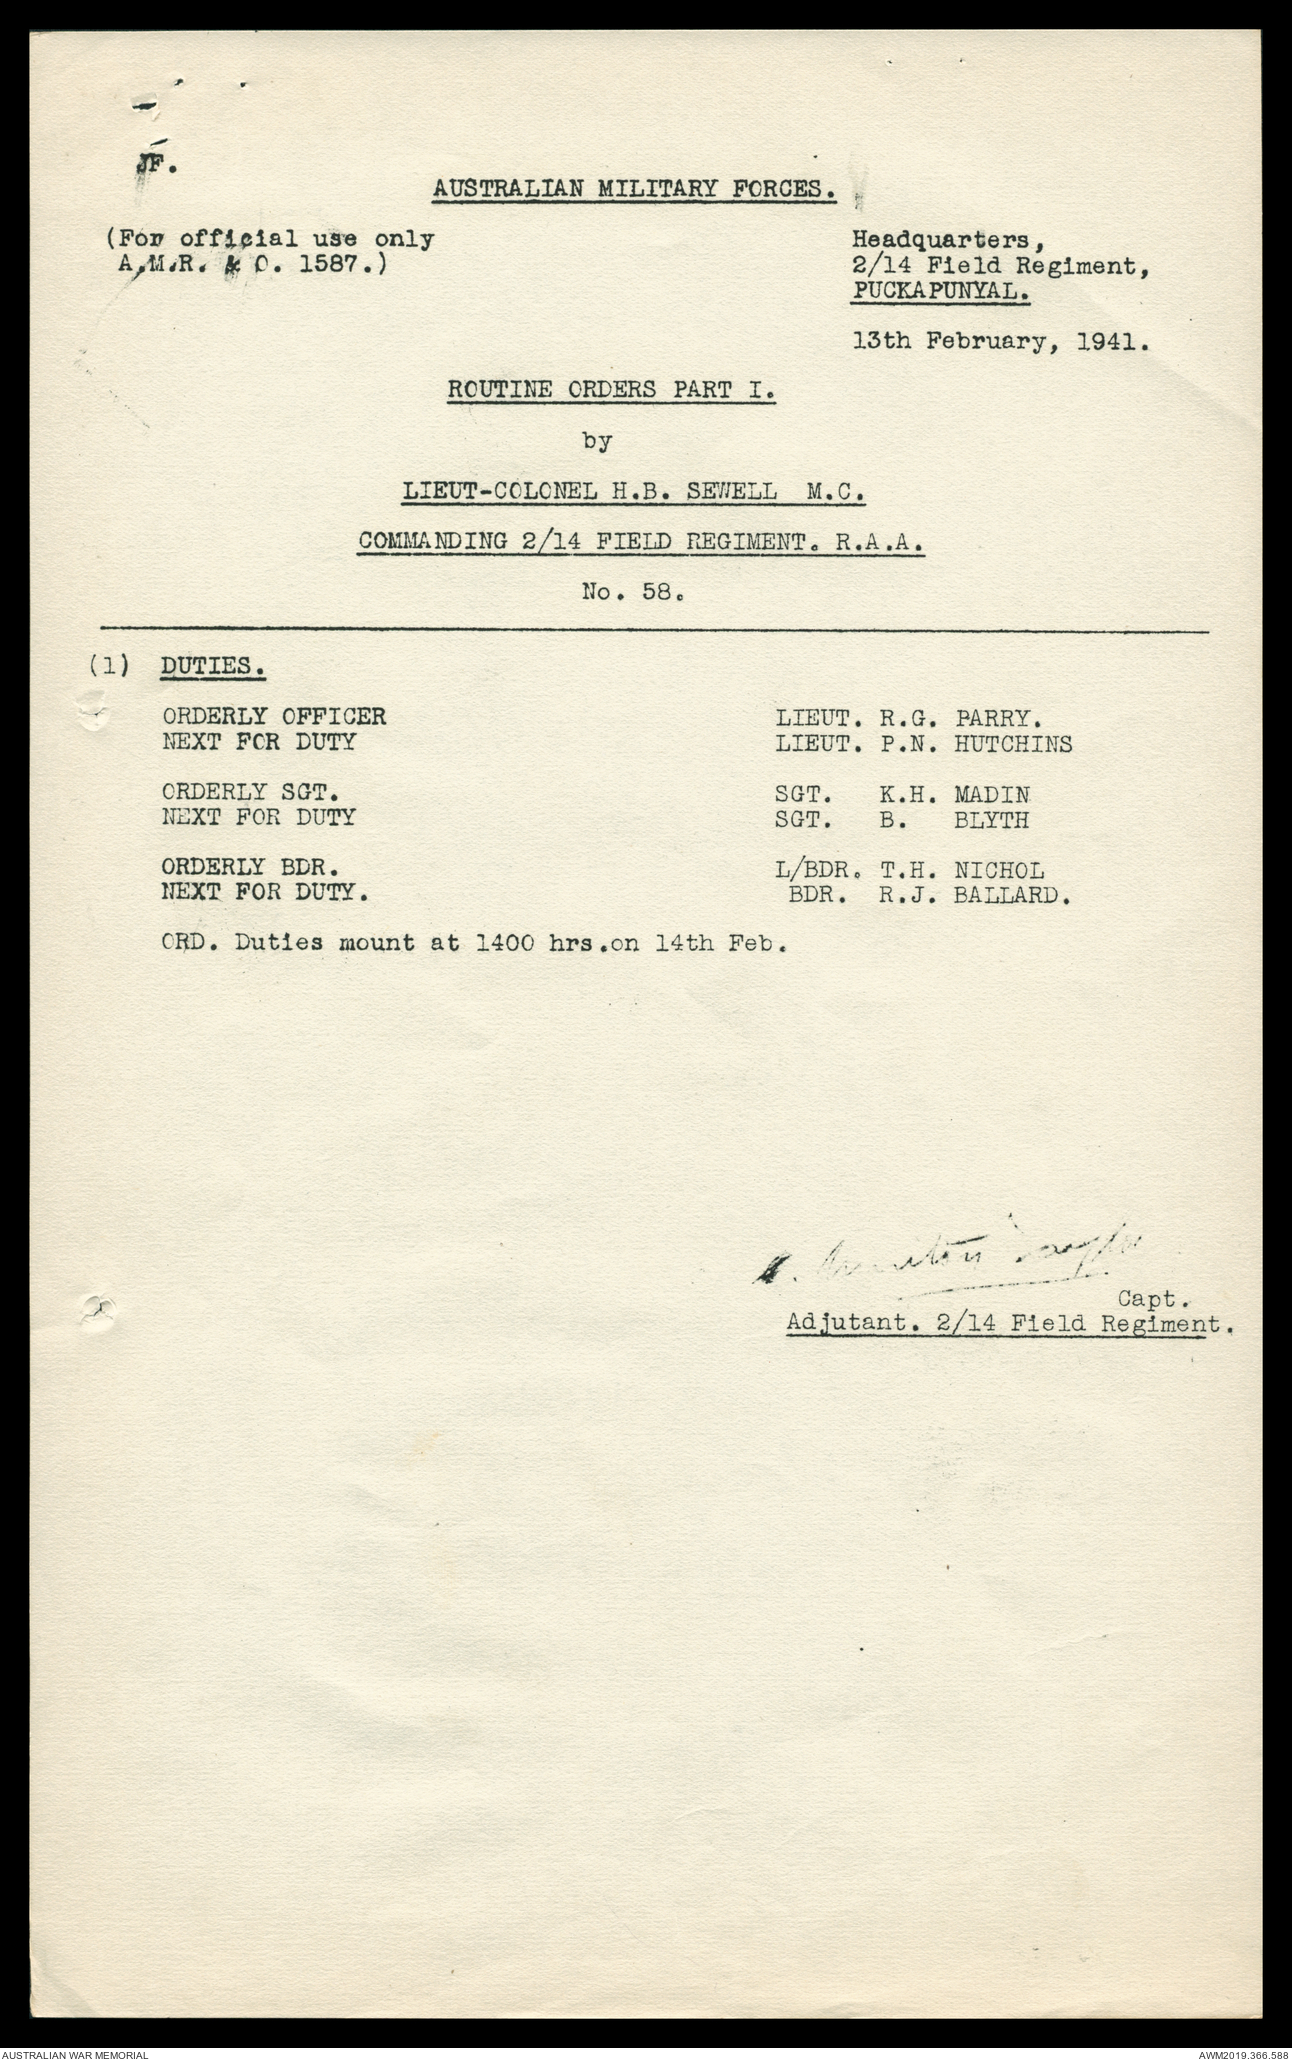 JF.
AUSTRALIAN MILITARY FORCES.
(For official use only
A.M.R. & O. 1587.)
Headquarters,
2/14 Field Regiment,
PUCKAPUNYAL.
13th February, 1941.
ROUTINE ORDERS PART I.
by
LIEUT-COLONEL H.B. SEWELL M.C.
COMMANDING 2/14 FIELD REGIMENT. R.A.A.
No. 58.
(1) DUTIES.
ORDERLY OFFICER LIEUT. R.G. PARRY.
NEXT FOR DUTY LIEUT. P.N. HUTCHINS
ORDERLY SGT. SGT. K.H. MADIN
NEXT FOR DUTY SGT. B. BLYTH
ORDERLY BDR. L/BDR. T.H. NICHOL
NEXT FOR DUTY. BDR. R.J. BALLARD.
ORD. Duties mount at 1400 hrs.on 14th Feb.
Capt.
Adjutant. 2/14 Field Regiment.
AUSTRALIAN WAR MEMORIAL
AWM2019.366.588